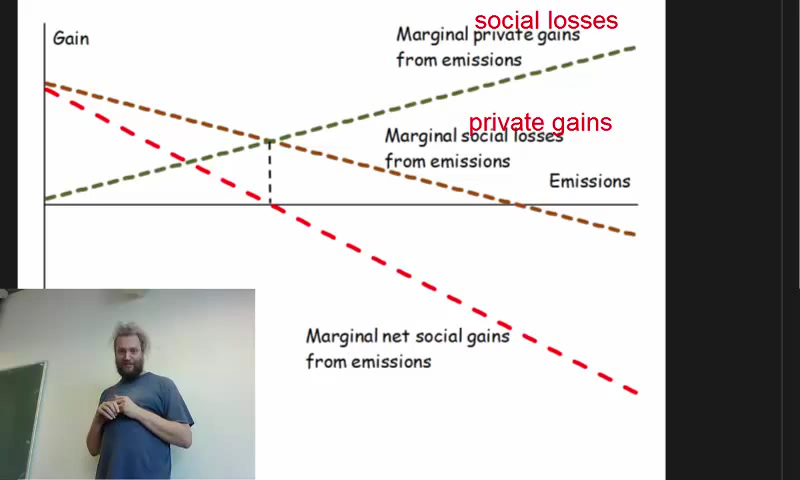 social losses
Gain
Marginal private gains
from emissions
private gains
Marginal social losses
from emissions
Emissions
Marginal net social gains
from emissions